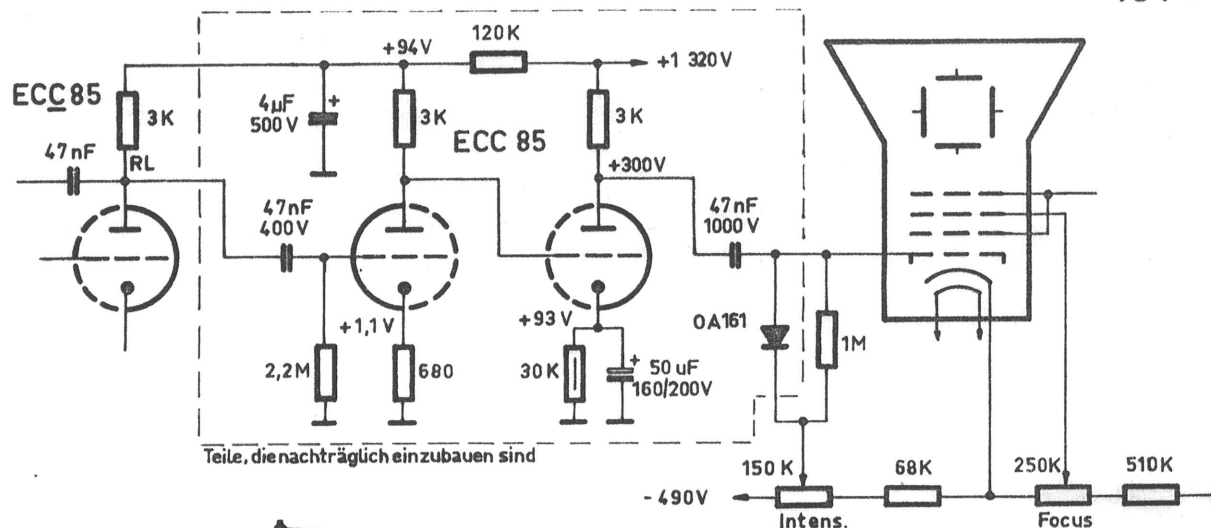 120K
+94V
+1 320V
ECC85
3K
4µF
500V
+
3K
ECC 85
3K
47nF
RL
+300V
47nF
400V
47nF
1000V
+1,1V
+93V
OA161
2,2M
680
30K
+
50 uF
160/200V
1M
Teile, die nachträglich einzubauen sind
150K
68K
250K
510K
-490V
Intens.
Focus